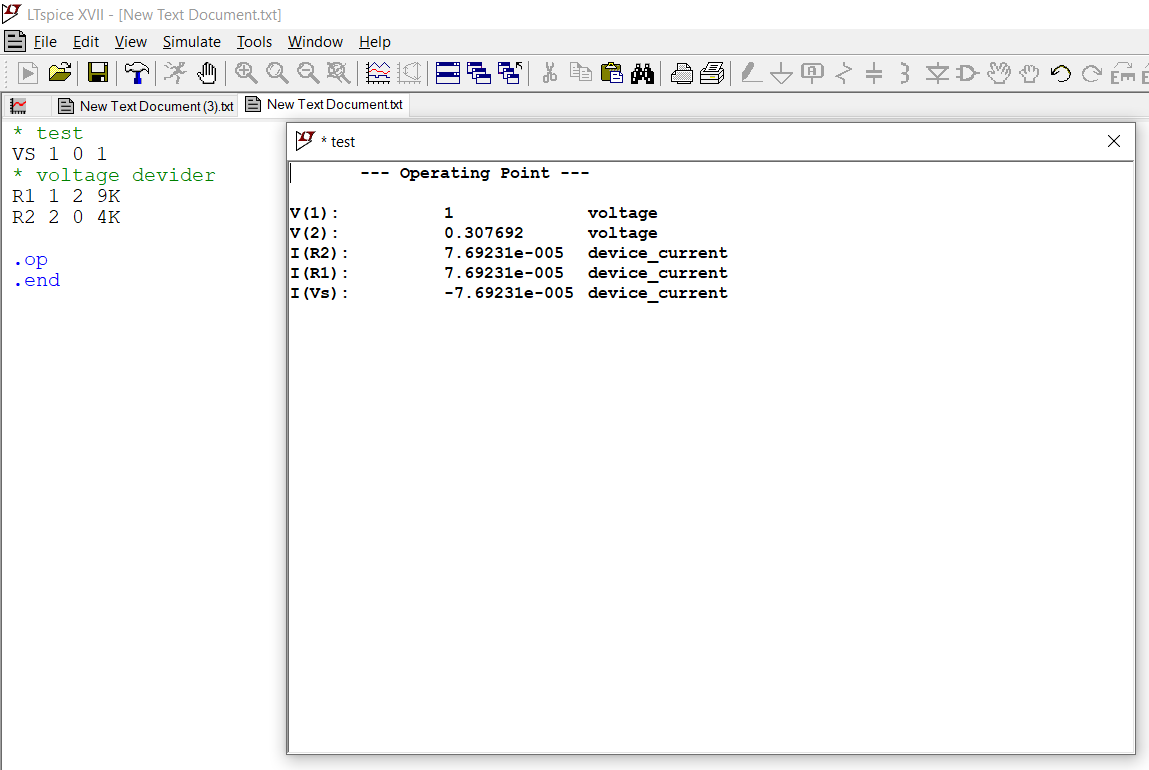 LTspice XVII - [New Text Document.txt]
File Edit View Simulate Tools Window Help
New Text Document (3).txt New Text Document.txt
* test
VS 1 0 1
* voltage devider
R1 1 2 9K
R2 2 0 4K
.op
.end
* test
--- Operating Point ---
V(1): 1 voltage
V(2): 0.307692 voltage
I(R2): 7.69231e-005 device_current
I(R1): 7.69231e-005 device_current
I(Vs): -7.69231e-005 device_current